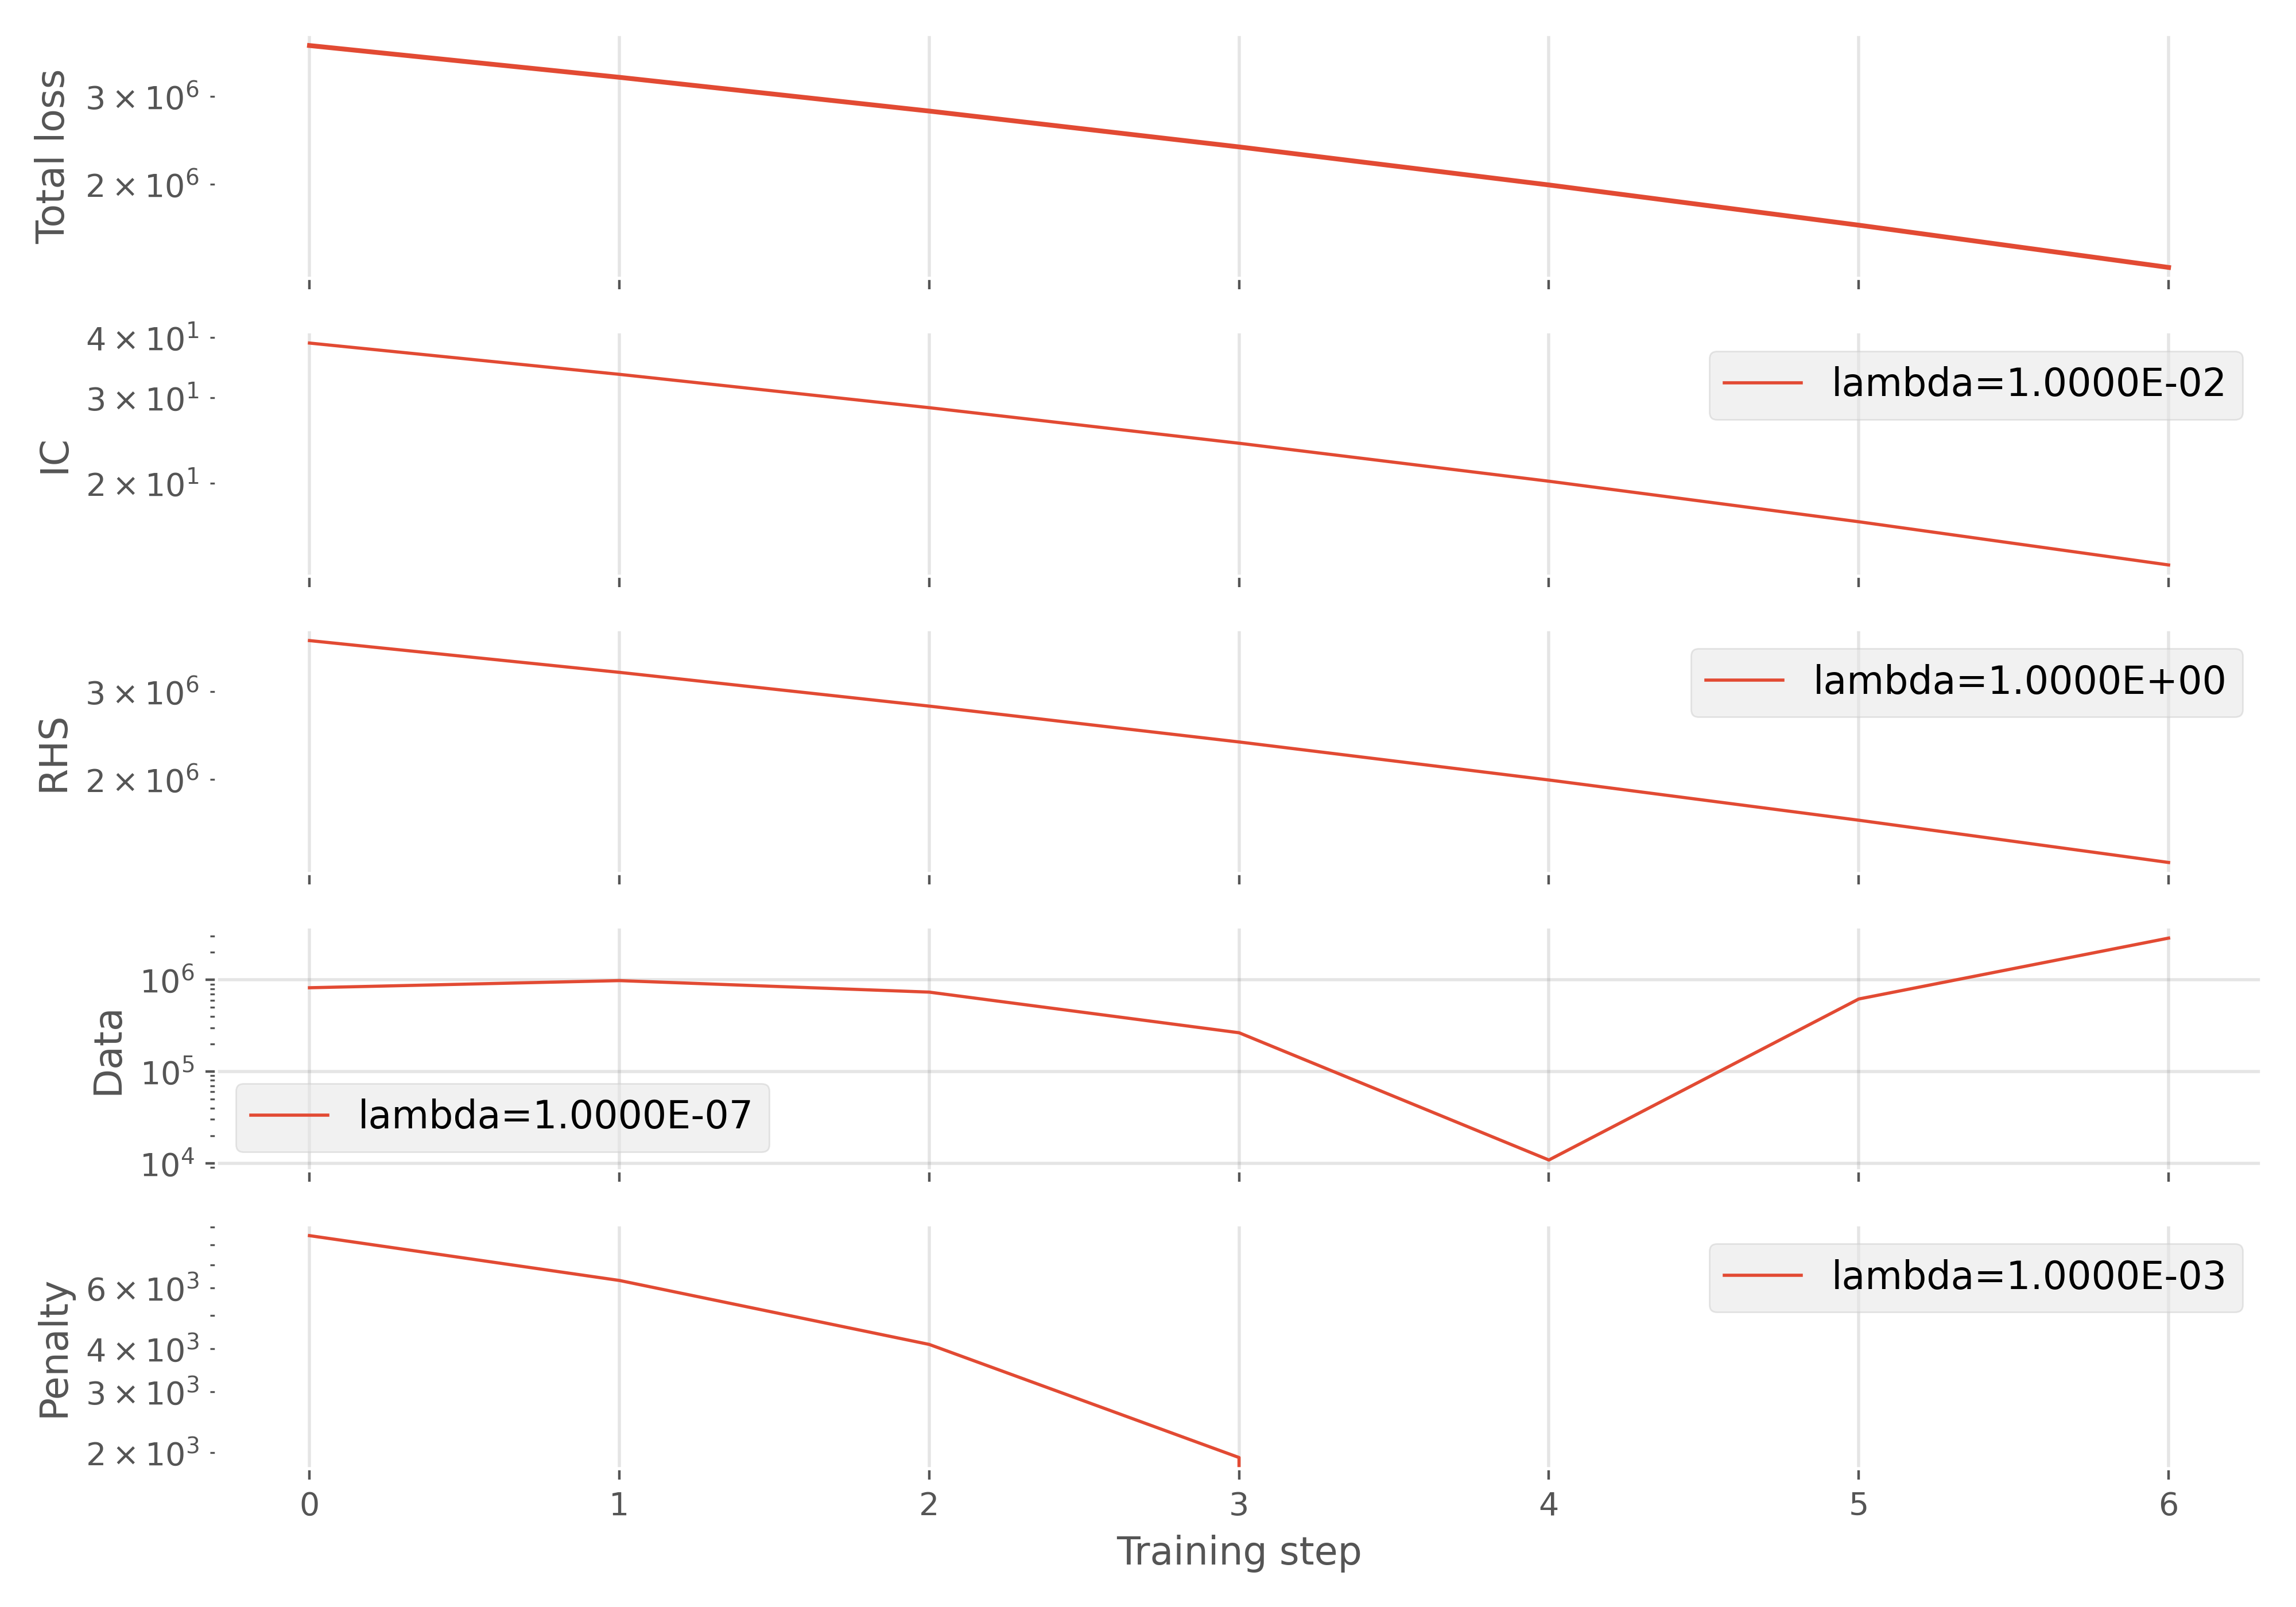 Total loss
3 × 10⁶
2 × 10⁶
IC
4 × 10¹
3 × 10¹
2 × 10¹
lambda=1.0000E-02
RHS
3 × 10⁶
2 × 10⁶
lambda=1.0000E+00
Data
10⁶
10⁵
10⁴
lambda=1.0000E-07
Penalty
6 × 10³
4 × 10³
3 × 10³
2 × 10³
lambda=1.0000E-03
0 1 2 3 4 5 6
Training step